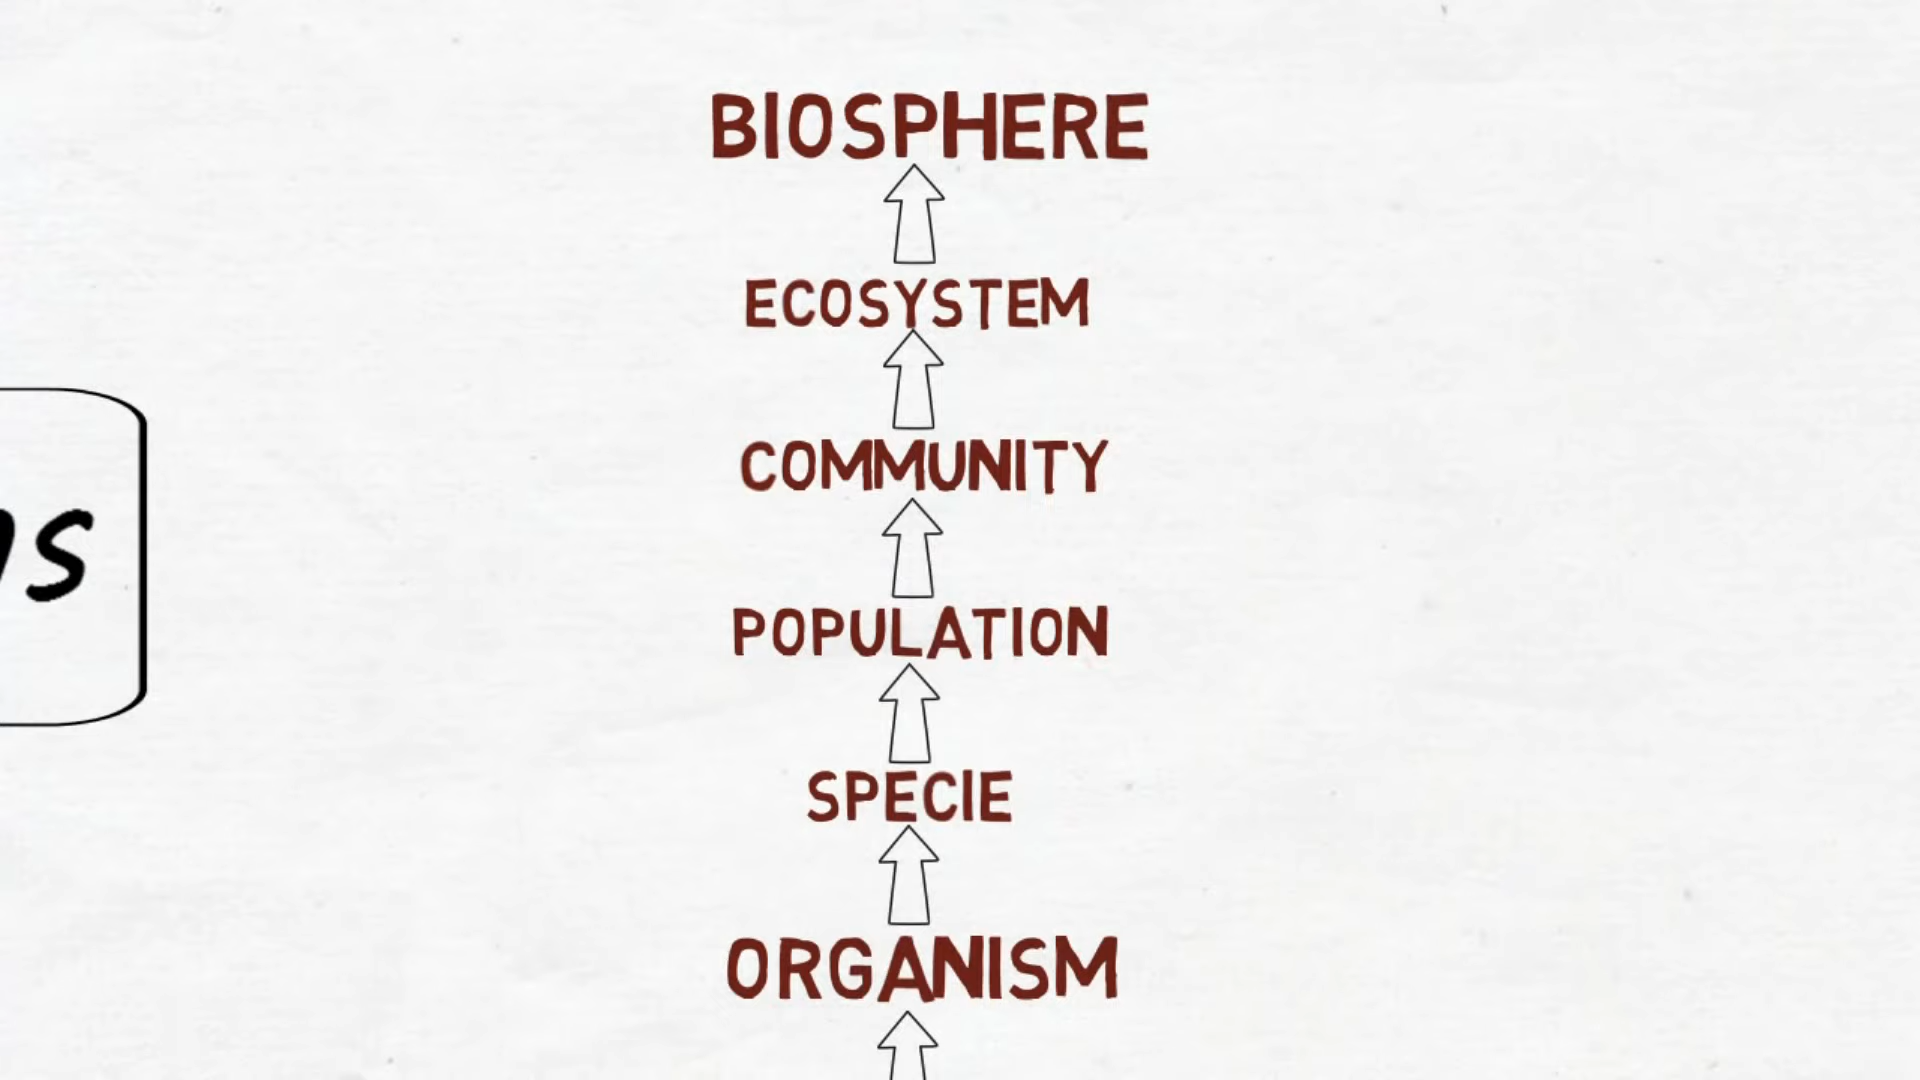 BIOSPHERE
ECOSYSTEM
COMMUNITY
POPULATION
SPECIE
ORGANISM